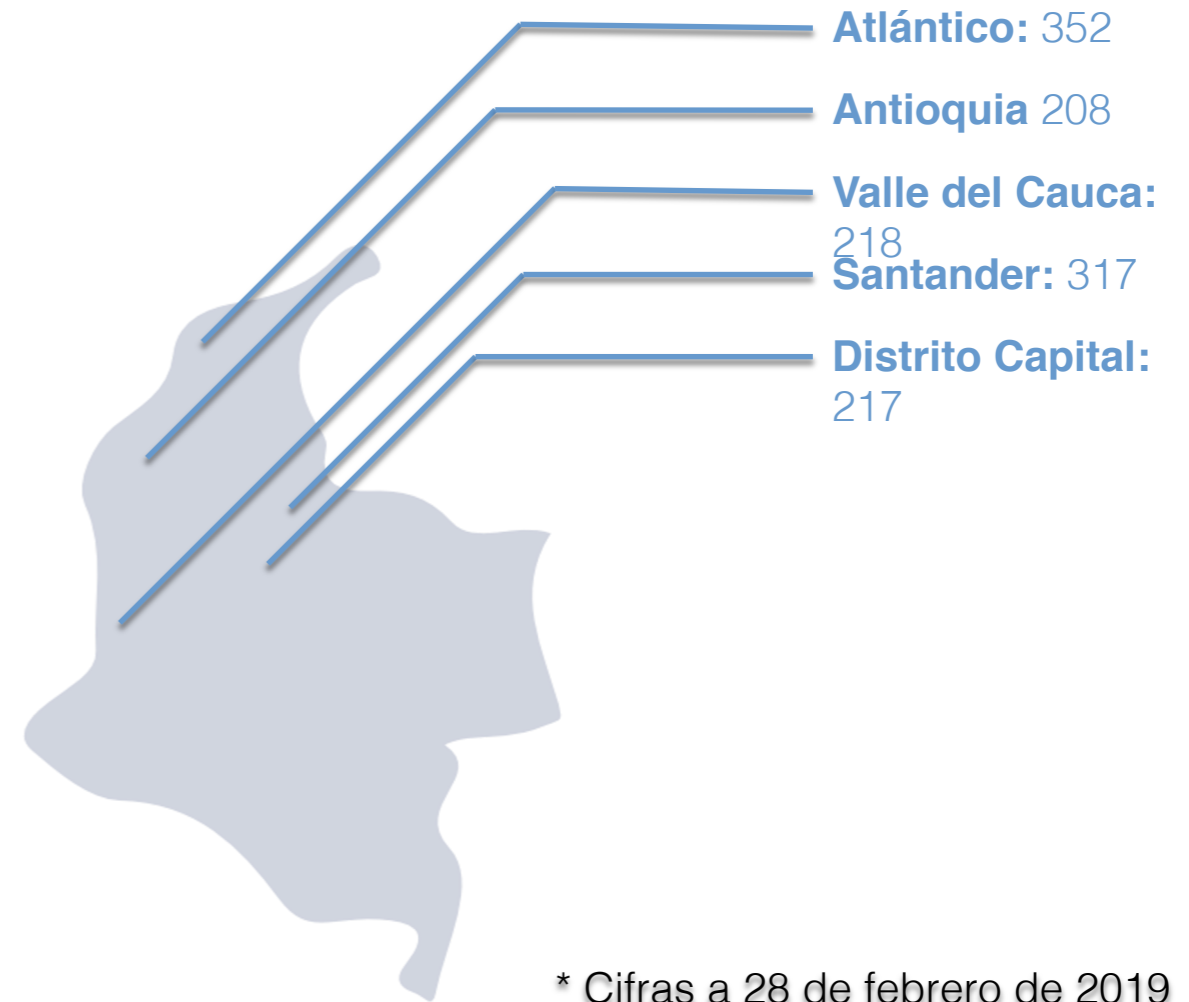 Atlántico: 352
Antioquia 208
Valle del Cauca:
218
Santander: 317
Distrito Capital:
217
* Cifras a 28 de febrero de 2019